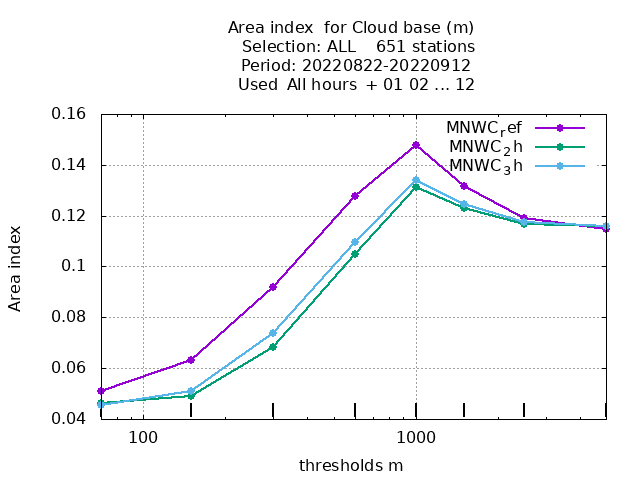 Area index  for Cloud base (m)
Selection: ALL    651 stations
Period: 20220822-20220912
Used  All hours  + 01 02 ... 12
0.16
0.14
0.12
0.1
0.08
0.06
0.04
Area index
MNWC_ref
MNWC_2h
MNWC_3h
100
1000
thresholds m